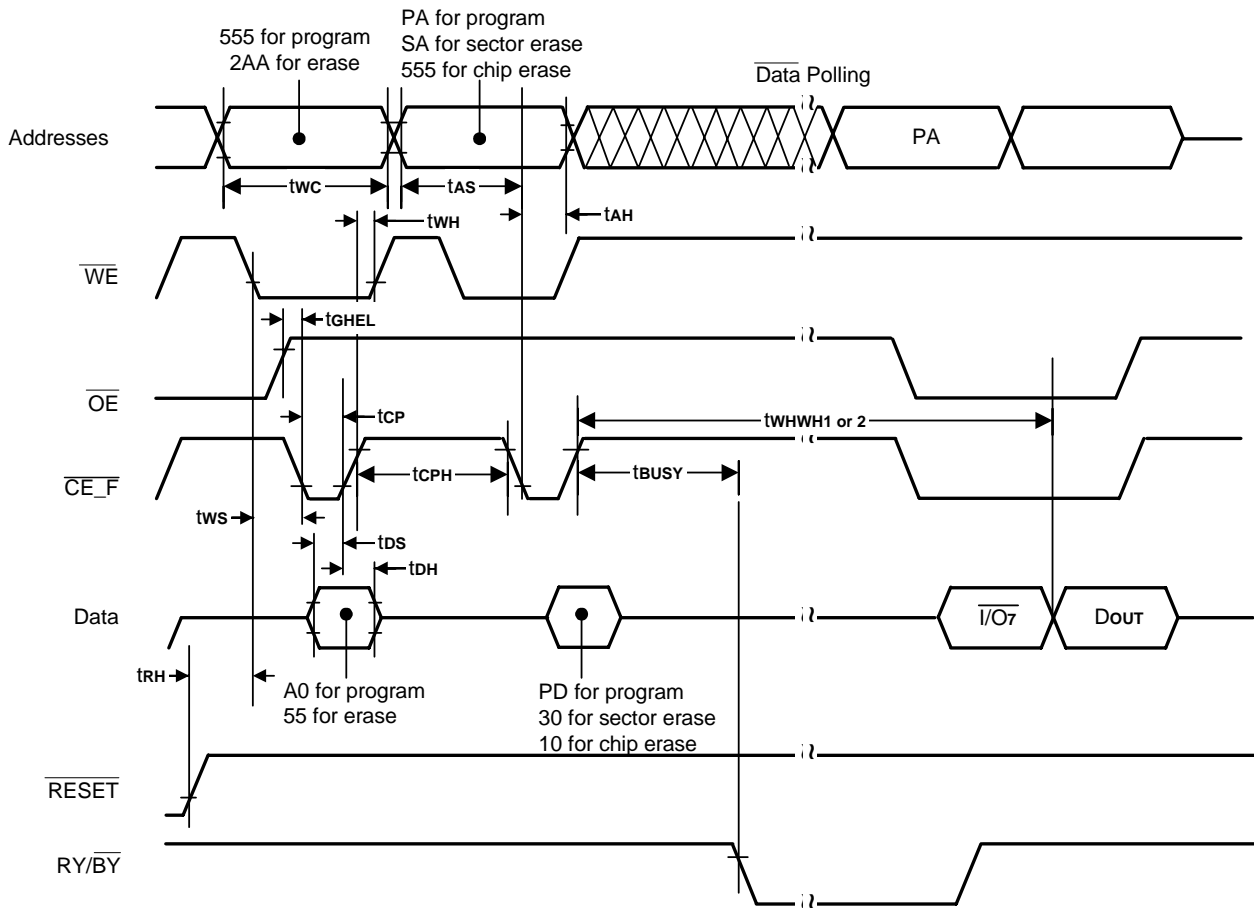 555 for program
2AA for erase
PA for program
SA for sector erase
555 for chip erase
Data Polling
Addresses
PA
tWC
tAS
tWH
tAH
WE
tGHEL
OE
tCP
tWHWH1 or 2
CE_F
tCPH
tBUSY
tWS
tDS
tDH
Data
I/O7
DOUT
tRH
A0 for program
55 for erase
PD for program
30 for sector erase
10 for chip erase
RESET
RY/BY